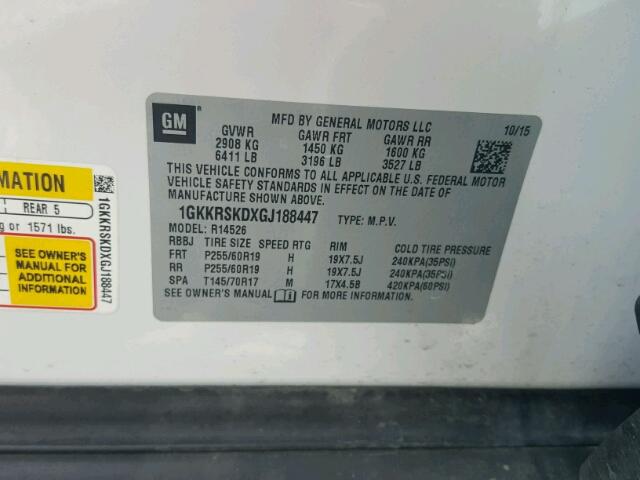 GM
MFD BY GENERAL MOTORS LLC 10/15
GVWR GAWR FRT GAWR RR
2908 KG 1450 KG 1600 KG
6411 LB 3196 LB 3527 LB
THIS VEHICLE CONFORMS TO ALL APPLICABLE U.S. FEDERAL MOTOR
VEHICLE SAFETY STANDARDS IN EFFECT ON THE DATE OF
MANUFACTURE SHOWN ABOVE.
1GKKRSKDXGJ188447 TYPE: M.P.V.
MODEL: R14526
RBBJ TIRE SIZE SPEED RTG RIM COLD TIRE PRESSURE
FRT P255/60R19 H 19X7.5J 240KPA(35PSI)
RR P255/60R19 H 19X7.5J 240KPA(35PSI)
SPA T145/70R17 M 17X4.5B 420KPA(60PSI)
SEE OWNER'S MANUAL FOR MORE INFORMATION.
MATION
REAR 5
or 1571 lbs.
SEE OWNER'S
MANUAL FOR
ADDITIONAL
INFORMATION
1GKKRSKDXGJ188447